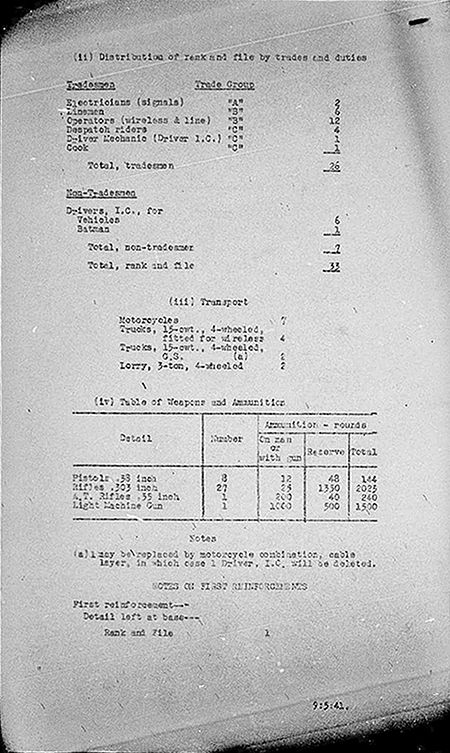 (ii) Distribution of rank and file by trades and duties
Tradesmen Trade Group
Electricians (signals) "A" 2
Linemen "B" 6
Operators (wireless & line) "B" 12
Despatch riders "C" 4
Driver Mechanic (Driver I.C.) "C" 1
Cook "C" 1
Total, tradesmen 26
Non-Tradesmen
Drivers, I.C., for
Vehicles 6
Batman 1
Total, non-tradesmen 7
Total, rank and file 33
(iii) Transport
Motorcycles 7
Trucks, 15-cwt., 4-wheeled,
fitted for wireless 4
Trucks, 15-cwt., 4-wheeled,
G.S. (a) 2
Lorry, 3-ton, 4-wheeled 2
(iv) Table of Weapons and Ammunition
Ammunition - rounds
Detail Number On man or with gun Reserve Total
Pistols .38 inch 8 12 48 144
Rifles .303 inch 27 25 1350 2025
A.T. Rifles .55 inch 1 200 40 240
Light Machine Gun 1 1000 500 1500
Notes
(a) 1 may be replaced by motorcycle combination, cable
layer, in which case 1 Driver, I.C. will be deleted.
NOTES ON FIRST REINFORCEMENTS
First reinforcement---
Detail left at base---
Rank and File 1
9:5:41.